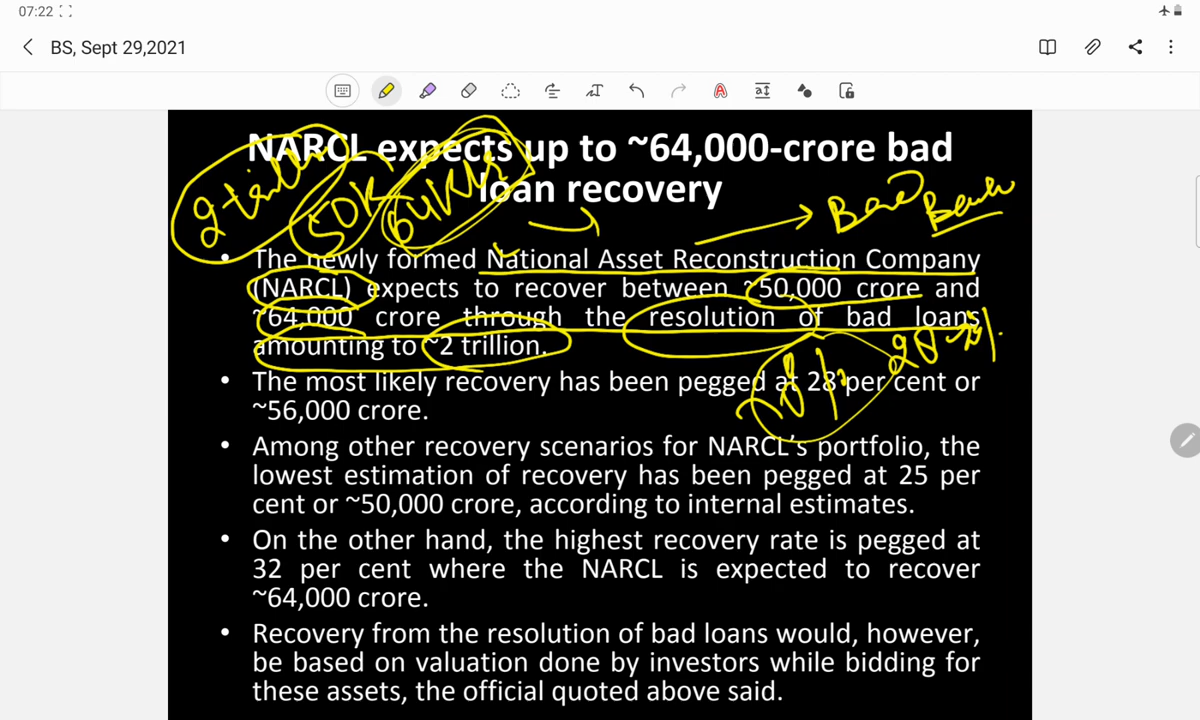 07:22
BS, Sept 29,2021
NARCL expects up to ~64,000-crore bad
loan recovery
2 trillion 50K 64K
Bad Bank
• The newly formed National Asset Reconstruction Company
(NARCL) expects to recover between ~50,000 crore and
~64,000 crore through the resolution of bad loans
amounting to ~2 trillion.
28%
• The most likely recovery has been pegged at 28 per cent or
~56,000 crore.
• Among other recovery scenarios for NARCL's portfolio, the
lowest estimation of recovery has been pegged at 25 per
cent or ~50,000 crore, according to internal estimates.
• On the other hand, the highest recovery rate is pegged at
32 per cent where the NARCL is expected to recover
~64,000 crore.
• Recovery from the resolution of bad loans would, however,
be based on valuation done by investors while bidding for
these assets, the official quoted above said.